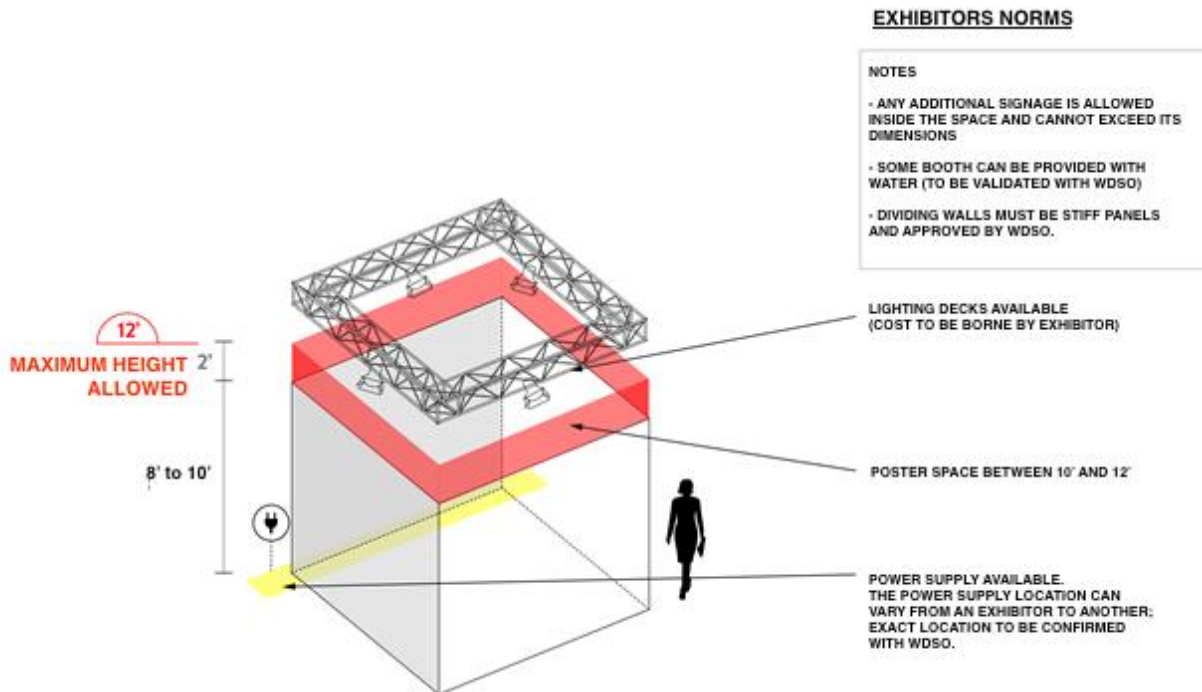 EXHIBITORS NORMS
NOTES
- ANY ADDITIONAL SIGNAGE IS ALLOWED
INSIDE THE SPACE AND CANNOT EXCEED ITS
DIMENSIONS
- SOME BOOTH CAN BE PROVIDED WITH
WATER (TO BE VALIDATED WITH WDSO)
- DIVIDING WALLS MUST BE STIFF PANELS
AND APPROVED BY WDSO.
LIGHTING DECKS AVAILABLE
(COST TO BE BORNE BY EXHIBITOR)
12'
MAXIMUM HEIGHT
ALLOWED
2'
8' to 10'
POSTER SPACE BETWEEN 10' AND 12'
POWER SUPPLY AVAILABLE.
THE POWER SUPPLY LOCATION CAN
VARY FROM AN EXHIBITOR TO ANOTHER;
EXACT LOCATION TO BE CONFIRMED
WITH WDSO.